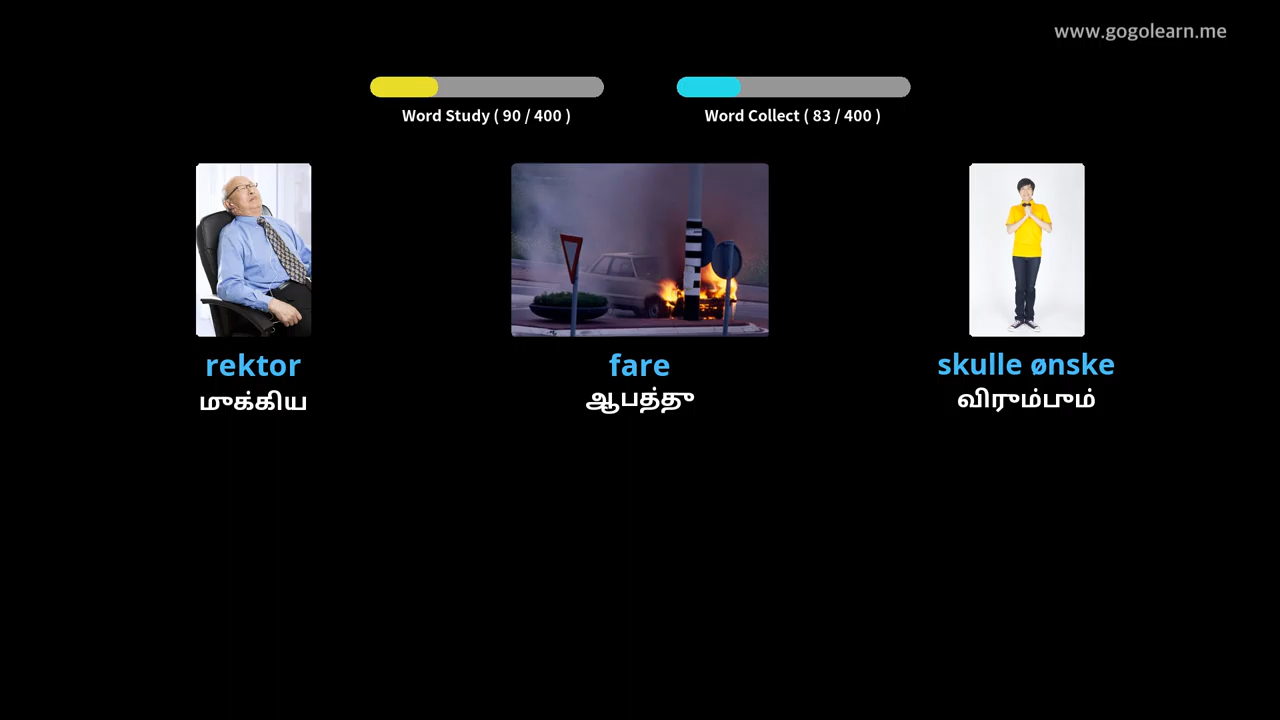 www.gogolearn.me
Word Study ( 90 / 400 )
Word Collect ( 83 / 400 )
rektor
fare
skulle ønske
முக்கிய
ஆபத்து
விரும்பும்